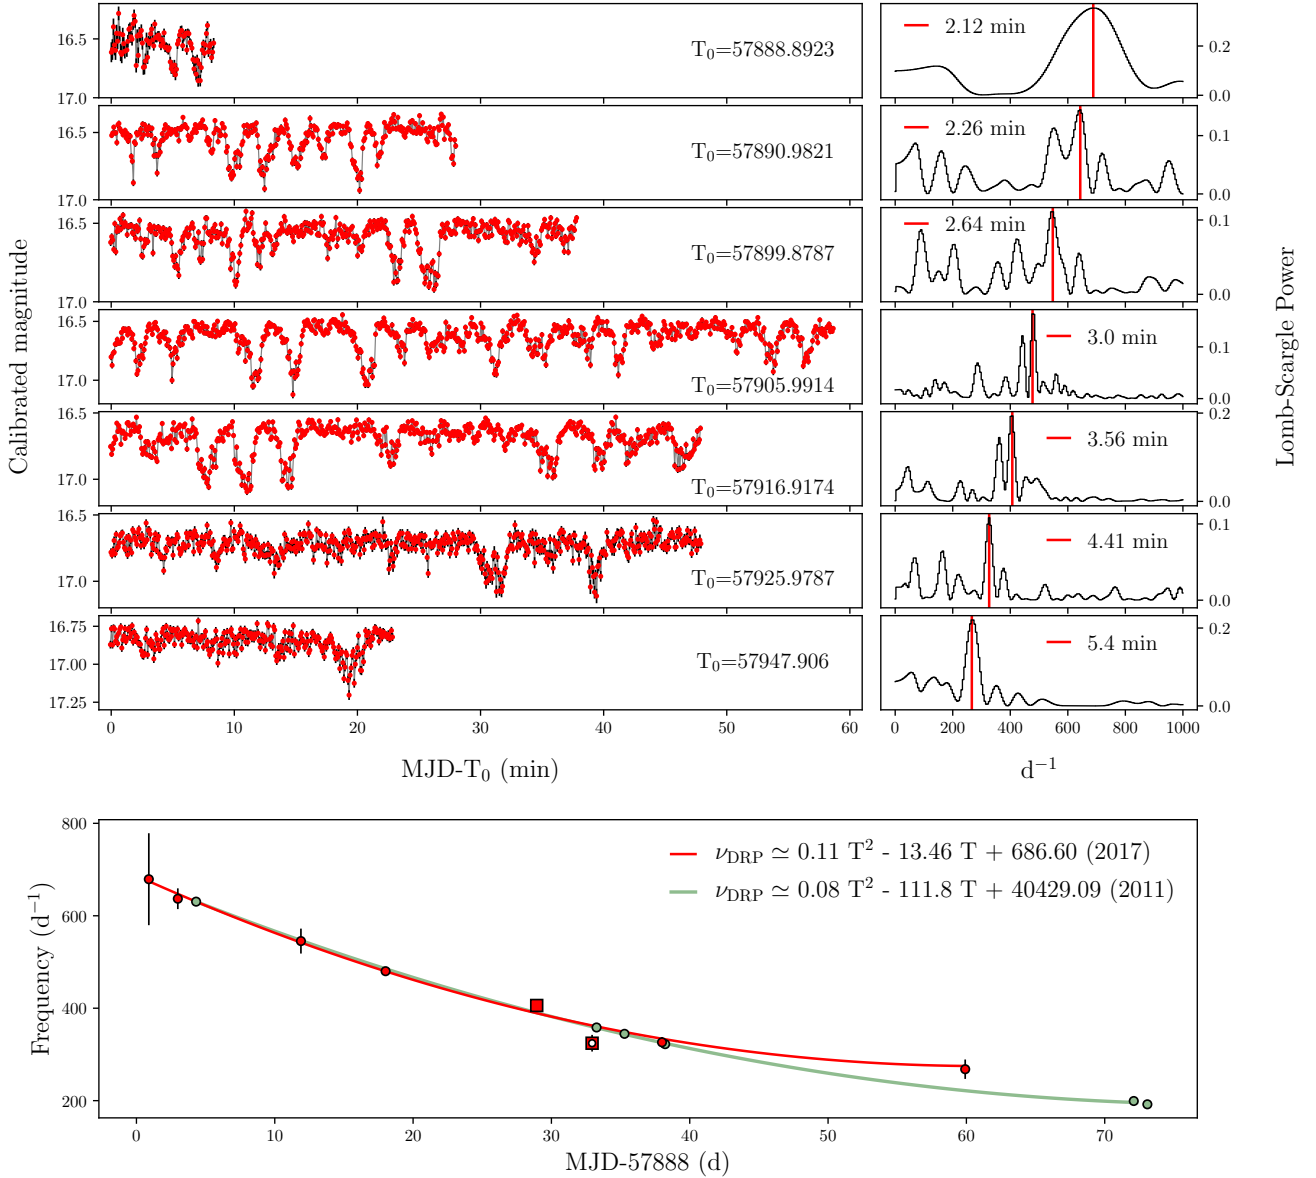 16.5
17.0
T₀=57888.8923
2.12 min
0.2
0.0
16.5
17.0
T₀=57890.9821
2.26 min
0.1
0.0
16.5
17.0
T₀=57899.8787
2.64 min
0.1
0.0
16.5
17.0
T₀=57905.9914
3.0 min
0.1
0.0
16.5
17.0
T₀=57916.9174
3.56 min
0.2
0.0
16.5
17.0
T₀=57925.9787
4.41 min
0.1
0.0
16.75
17.00
17.25
T₀=57947.906
5.4 min
0.2
0.0
Calibrated magnitude
Lomb-Scargle Power
0 10 20 30 40 50 60
0 200 400 600 800 1000
MJD-T₀ (min)
d⁻¹
800
600
400
200
Frequency (d⁻¹)
ν_DRP ≃ 0.11 T² - 13.46 T + 686.60 (2017)
ν_DRP ≃ 0.08 T² - 111.8 T + 40429.09 (2011)
0 10 20 30 40 50 60 70
MJD-57888 (d)